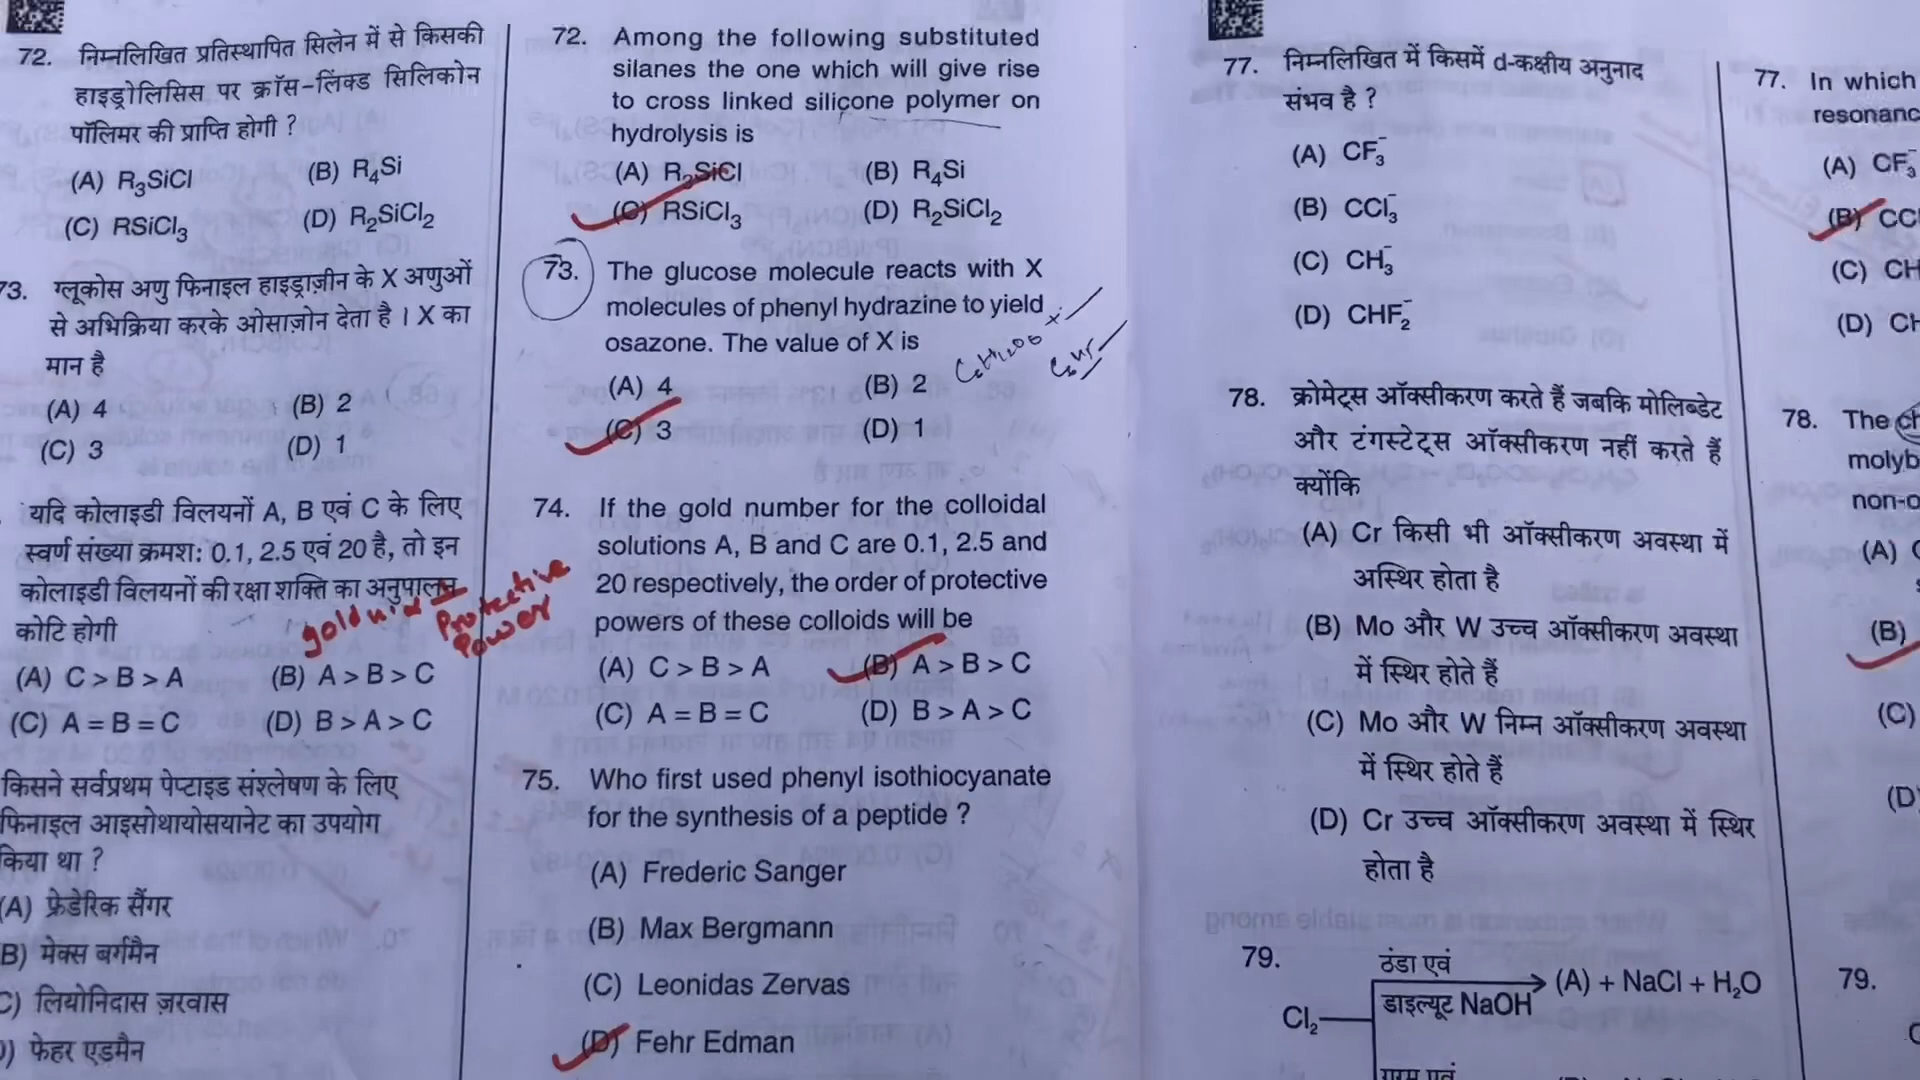 72. निम्नलिखित प्रतिस्थापित सिलेन में से किसकी
हाइड्रोलिसिस पर क्रॉस-लिंक्ड सिलिकोन
पॉलिमर की प्राप्ति होगी ?
(A) R₃SiCl (B) R₄Si
(C) RSiCl₃ (D) R₂SiCl₂
73. ग्लूकोस अणु फिनाइल हाइड्राज़ीन के X अणुओं
से अभिक्रिया करके ओसाज़ोन देता है । X का
मान है
(A) 4 (B) 2
(C) 3 (D) 1
यदि कोलाइडी विलयनों A, B एवं C के लिए
स्वर्ण संख्या क्रमश: 0.1, 2.5 एवं 20 है, तो इन
कोलाइडी विलयनों की रक्षा शक्ति का अनुपालन
कोटि होगी
gold n' α 1
Protective
Power
(A) C > B > A (B) A > B > C
(C) A = B = C (D) B > A > C
किसने सर्वप्रथम पेप्टाइड संश्लेषण के लिए
फिनाइल आइसोथायोसयानेट का उपयोग
किया था ?
(A) फ्रेडेरिक सैंगर
B) मेक्स बर्गमैन
C) लियोनिदास ज़रवास
) फेहर एडमैन
72. Among the following substituted
silanes the one which will give rise
to cross linked silicone polymer on
hydrolysis is
(A) R₃SiCl (B) R₄Si
(C) RSiCl₃ (D) R₂SiCl₂
73. The glucose molecule reacts with X
molecules of phenyl hydrazine to yield
osazone. The value of X is
C₆H₁₂O₆
(A) 4 (B) 2
(C) 3 (D) 1
74. If the gold number for the colloidal
solutions A, B and C are 0.1, 2.5 and
20 respectively, the order of protective
powers of these colloids will be
(A) C > B > A (B) A > B > C
(C) A = B = C (D) B > A > C
75. Who first used phenyl isothiocyanate
for the synthesis of a peptide ?
(A) Frederic Sanger
(B) Max Bergmann
(C) Leonidas Zervas
(D) Fehr Edman
77. निम्नलिखित में किसमें d-कक्षीय अनुनाद
संभव है ?
(A) CF₃⁻
(B) CCl₃⁻
(C) CH₃⁻
(D) CHF₂⁻
78. क्रोमेट्स ऑक्सीकरण करते हैं जबकि मोलिब्डेट
और टंगस्टेट्स ऑक्सीकरण नहीं करते हैं
क्योंकि
(A) Cr किसी भी ऑक्सीकरण अवस्था में
अस्थिर होता है
(B) Mo और W उच्च ऑक्सीकरण अवस्था
में स्थिर होते हैं
(C) Mo और W निम्न ऑक्सीकरण अवस्था
में स्थिर होते हैं
(D) Cr उच्च ऑक्सीकरण अवस्था में स्थिर
होता है
79. ठंडा एवं
डाइल्यूट NaOH
(A) + NaCl + H₂O
Cl₂
गरम एवं
77. In which
resonanc
(A) CF₃⁻
(B) CCl
(C) CH
(D) CH
78. The ch
molyb
non-o
(A) C
(B)
(C)
(D)
79.